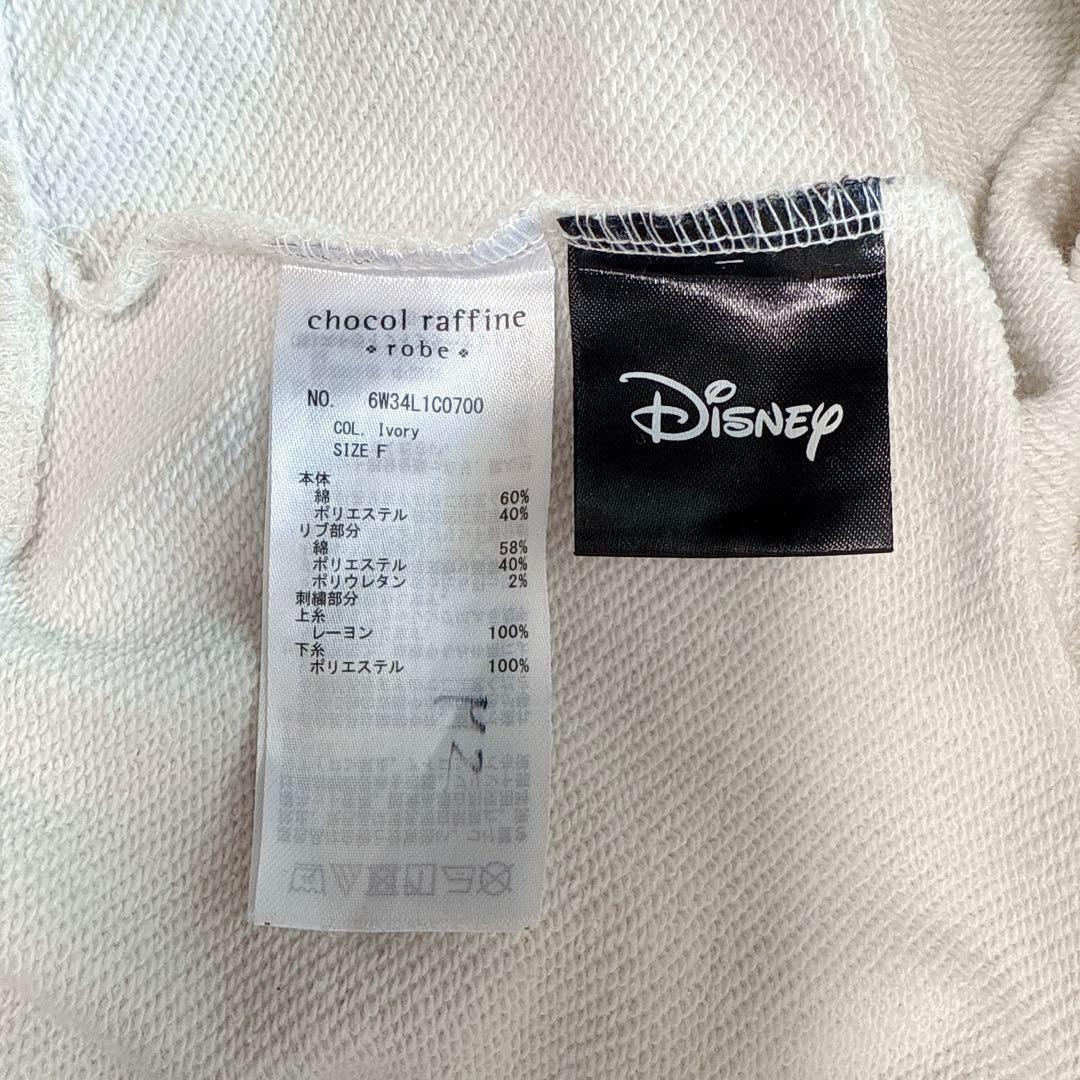 chocol raffine
robe
NO. 6W34L1C0700
COL. Ivory
SIZE F
本体
綿 60%
ポリエステル 40%
リブ部分
綿 58%
ポリエステル 40%
ポリウレタン 2%
刺繍部分
上糸
レーヨン 100%
下糸
ポリエステル 100%
Disney